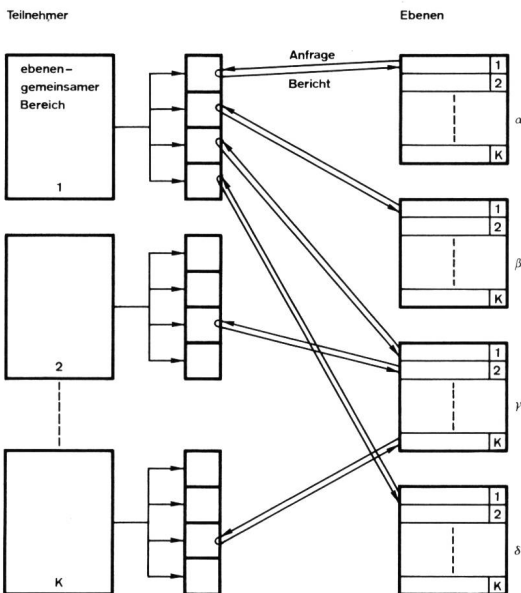 Teilnehmer
Ebenen
ebenen-
gemeinsamer
Bereich
1
Anfrage
Bericht
1
2
K
α
1
2
K
β
2
1
2
K
γ
K
1
2
K
δ